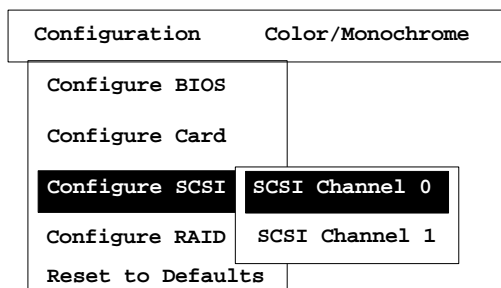 Configuration Color/Monochrome
Configure BIOS
Configure Card
Configure SCSI SCSI Channel 0
Configure RAID SCSI Channel 1
Reset to Defaults